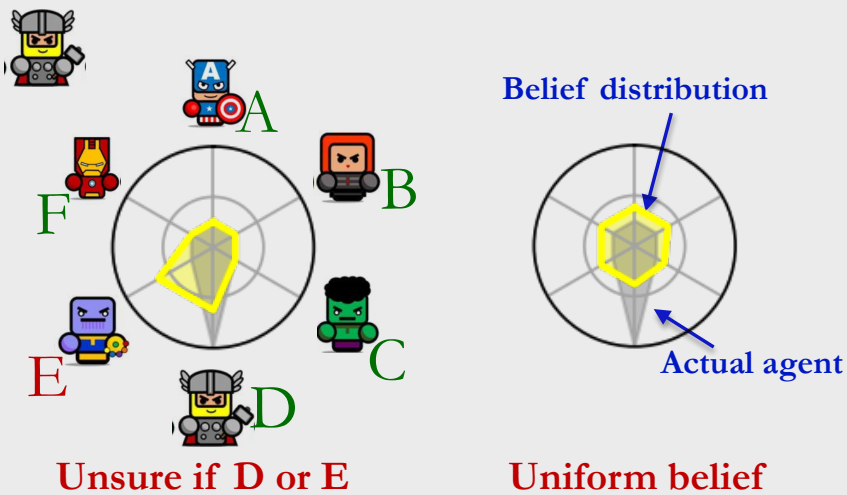 A
A
B
F
C
E
D
Unsure if D or E
Belief distribution
Actual agent
Uniform belief